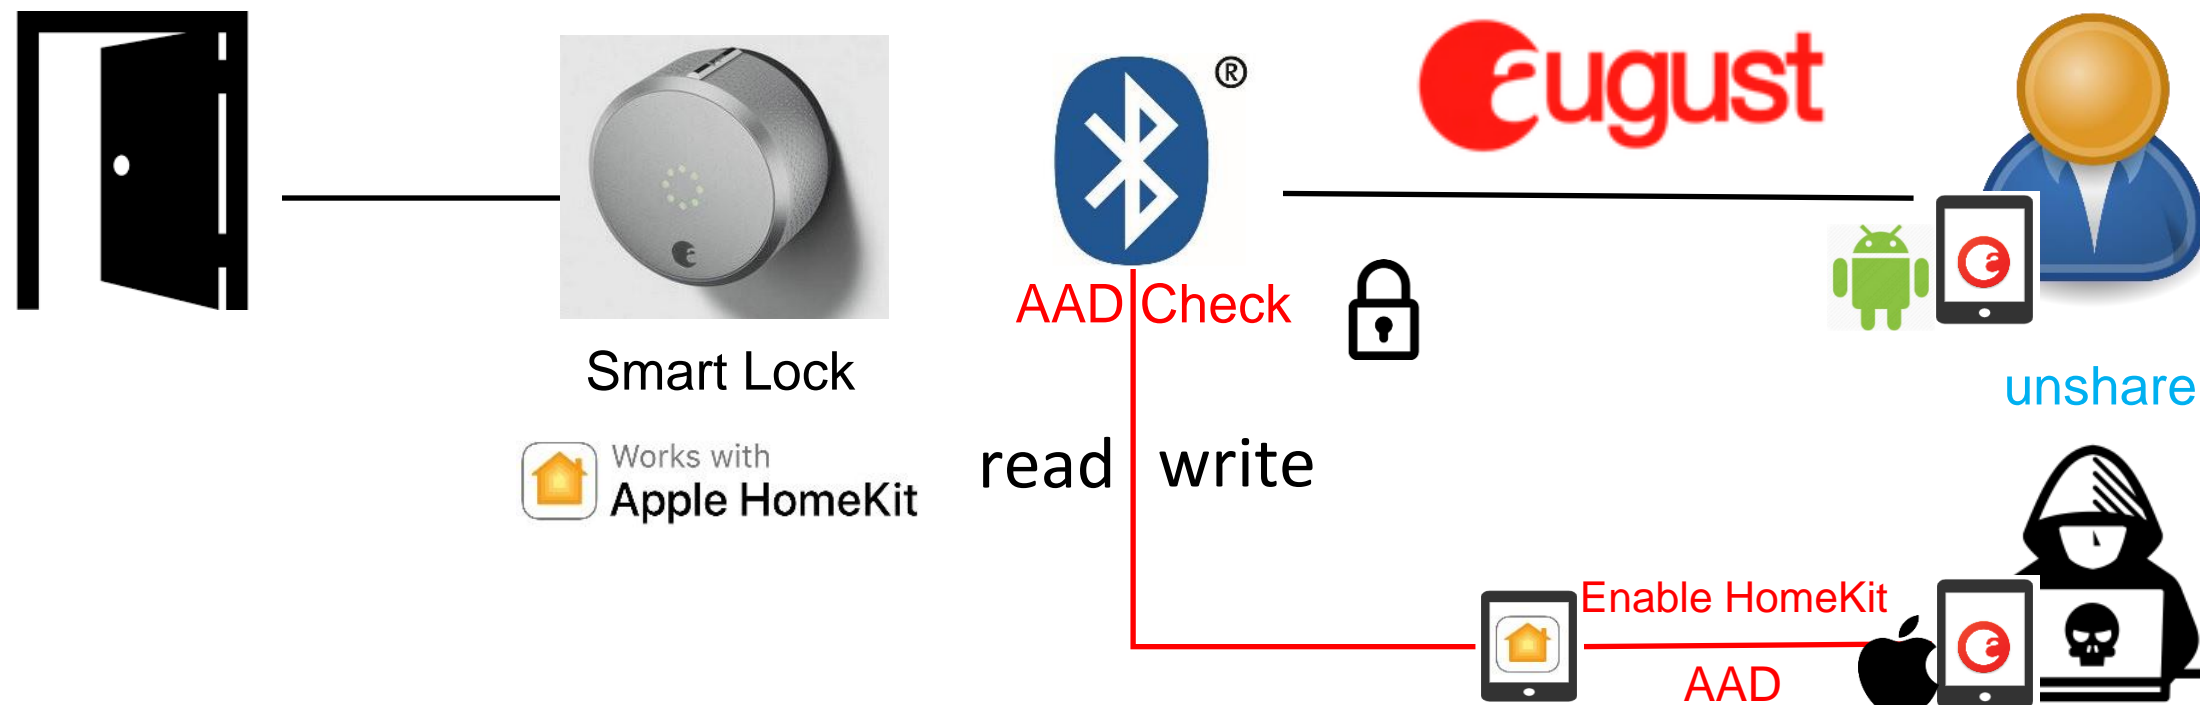 august
®
AAD Check
Smart Lock
unshare
Works with
Apple HomeKit
read write
Enable HomeKit
AAD